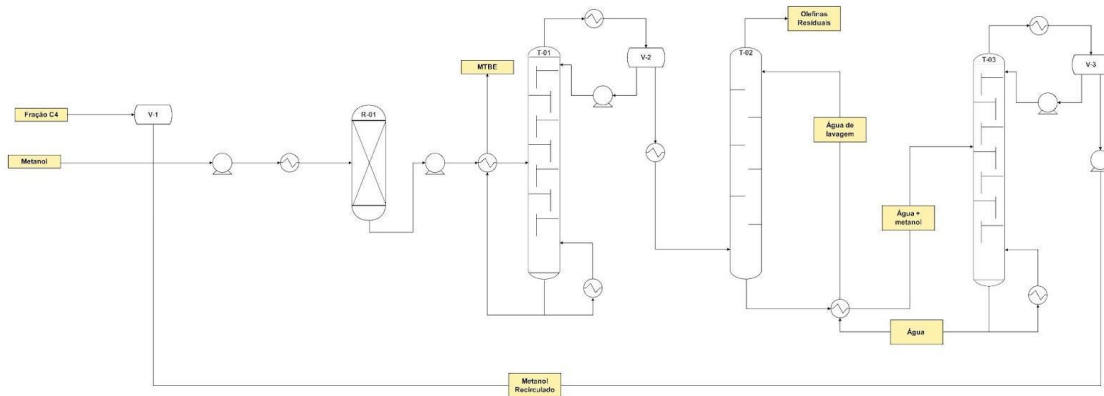 Olefinas
Residuais
T-01
V-2
T-02
T-03
V-3
MTBE
Fração C4
V-1
R-01
Água de
lavagem
Metanol
Água +
metanol
Água
Metanol
Recirculado